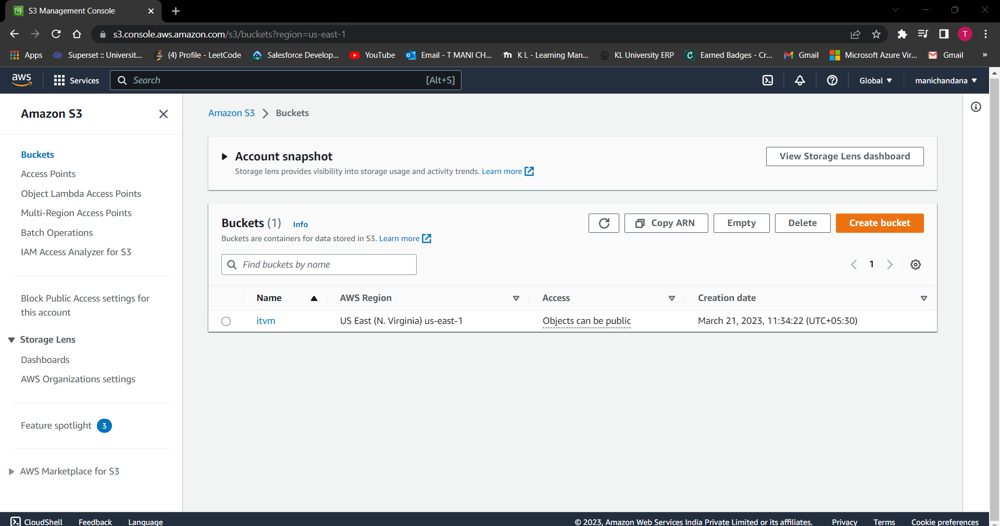 S3 Management Console
s3.console.aws.amazon.com/s3/buckets?region=us-east-1
T
Apps
Superset :: Universit...
(4) Profile - LeetCode
Salesforce Develop...
YouTube
Email - T MANI CH...
K L - Learning Man...
KL University ERP
Earned Badges - Cr...
Gmail
Microsoft Azure Vir...
Gmail
»
aws
Services
Search
[Alt+S]
Global
manichandana
Amazon S3
Buckets
Access Points
Object Lambda Access Points
Multi-Region Access Points
Batch Operations
IAM Access Analyzer for S3
Block Public Access settings for
this account
Storage Lens
Dashboards
AWS Organizations settings
Feature spotlight 3
AWS Marketplace for S3
Amazon S3 > Buckets
Account snapshot
Storage lens provides visibility into storage usage and activity trends. Learn more
View Storage Lens dashboard
Buckets (1) Info
Buckets are containers for data stored in S3. Learn more
Copy ARN
Empty
Delete
Create bucket
Find buckets by name
1
Name AWS Region Access Creation date
itvm US East (N. Virginia) us-east-1 Objects can be public March 21, 2023, 11:34:22 (UTC+05:30)
CloudShell Feedback Language © 2023, Amazon Web Services India Private Limited or its affiliates. Privacy Terms Cookie preferences